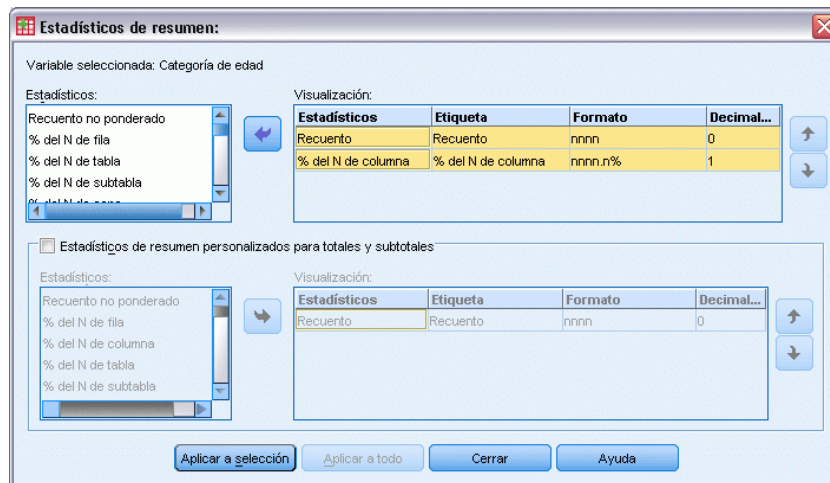 Estadísticos de resumen:
Variable seleccionada: Categoría de edad
Estadísticos:
Recuento no ponderado
% del N de fila
% del N de tabla
% del N de subtabla
Visualización:
Estadísticos Etiqueta Formato Decimal...
Recuento Recuento nnnn 0
% del N de columna % del N de columna nnnn.n% 1
Estadísticos de resumen personalizados para totales y subtotales
Estadísticos:
Recuento no ponderado
% del N de fila
% del N de columna
% del N de tabla
% del N de subtabla
Visualización:
Estadísticos Etiqueta Formato Decimal...
Recuento Recuento nnnn 0
Aplicar a selección Aplicar a todo Cerrar Ayuda